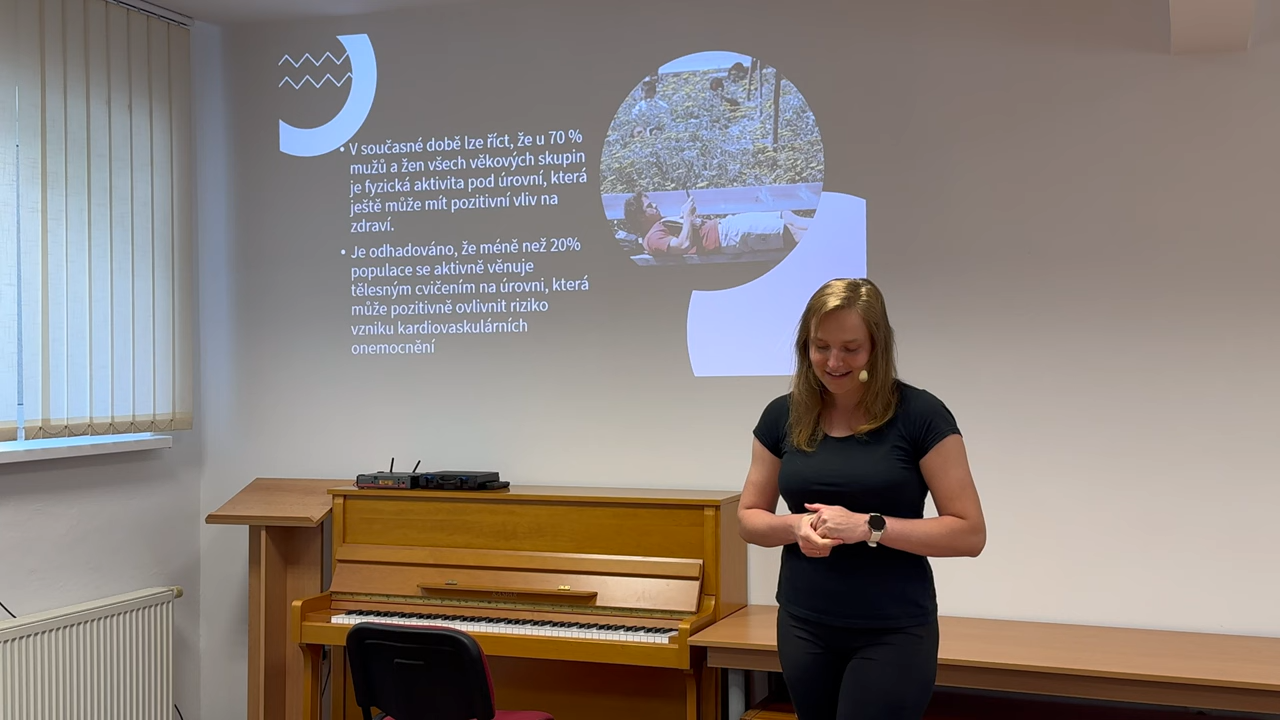 • V současné době lze říct, že u 70 %
mužů a žen všech věkových skupin
je fyzická aktivita pod úrovní, která
ještě může mít pozitivní vliv na
zdraví.
• Je odhadováno, že méně než 20%
populace se aktivně věnuje
tělesným cvičením na úrovni, která
může pozitivně ovlivnit riziko
vzniku kardiovaskulárních
onemocnění